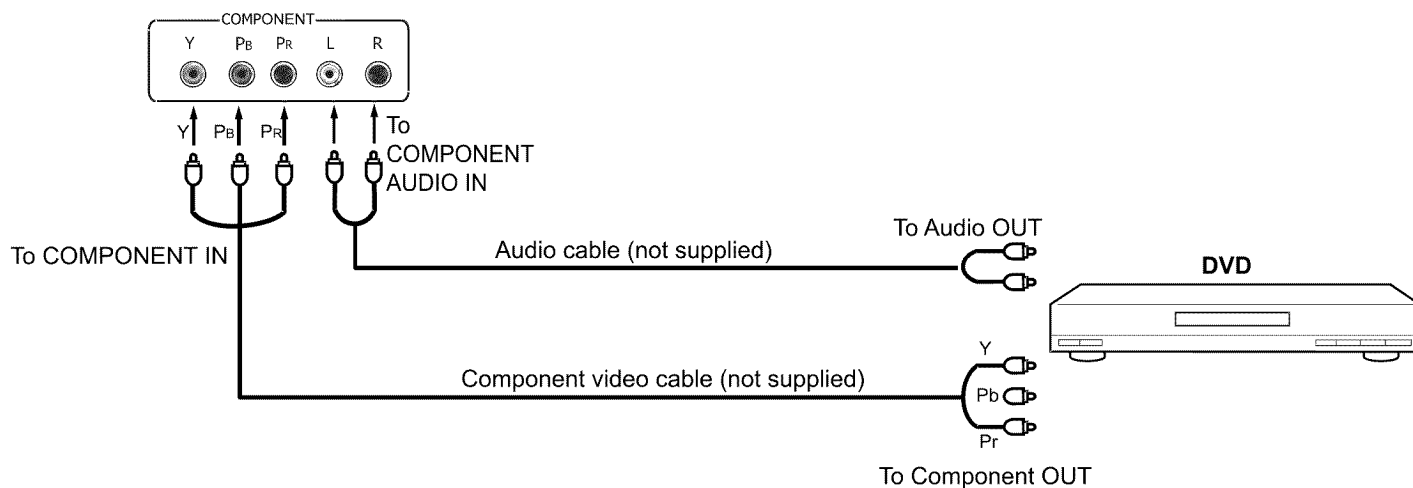 COMPONENT
Y PB PR L R
Y PB PR
To
COMPONENT
AUDIO IN
To COMPONENT IN
Audio cable (not supplied)
To Audio OUT
DVD
Component video cable (not supplied)
Y
Pb
Pr
To Component OUT